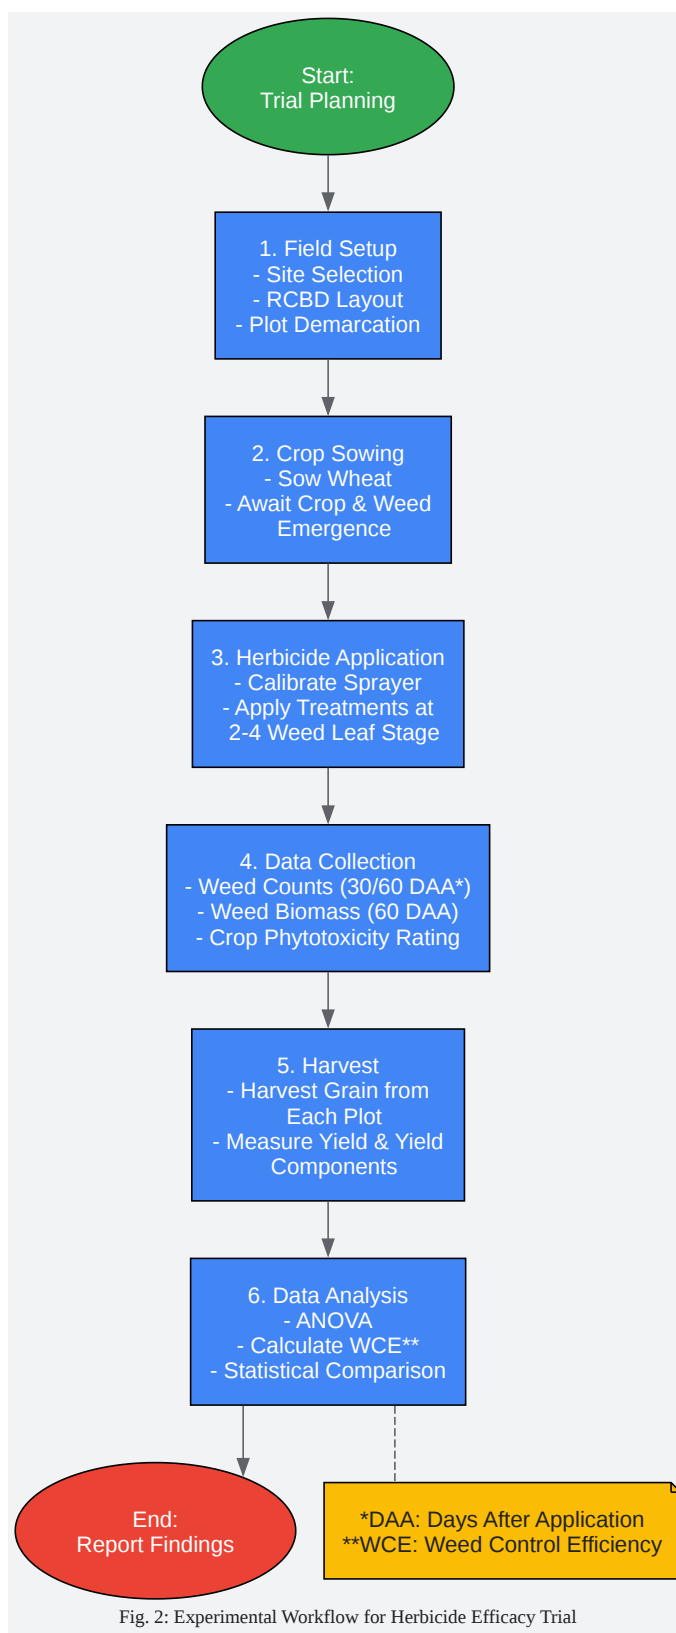 Start:
Trial Planning
1. Field Setup
- Site Selection
- RCBD Layout
- Plot Demarcation
2. Crop Sowing
- Sow Wheat
- Await Crop & Weed
Emergence
3. Herbicide Application
- Calibrate Sprayer
- Apply Treatments at
2-4 Weed Leaf Stage
4. Data Collection
- Weed Counts (30/60 DAA*)
- Weed Biomass (60 DAA)
- Crop Phytotoxicity Rating
5. Harvest
- Harvest Grain from
Each Plot
- Measure Yield & Yield
Components
6. Data Analysis
- ANOVA
- Calculate WCE**
- Statistical Comparison
End:
Report Findings
*DAA: Days After Application
**WCE: Weed Control Efficiency
Fig. 2: Experimental Workflow for Herbicide Efficacy Trial